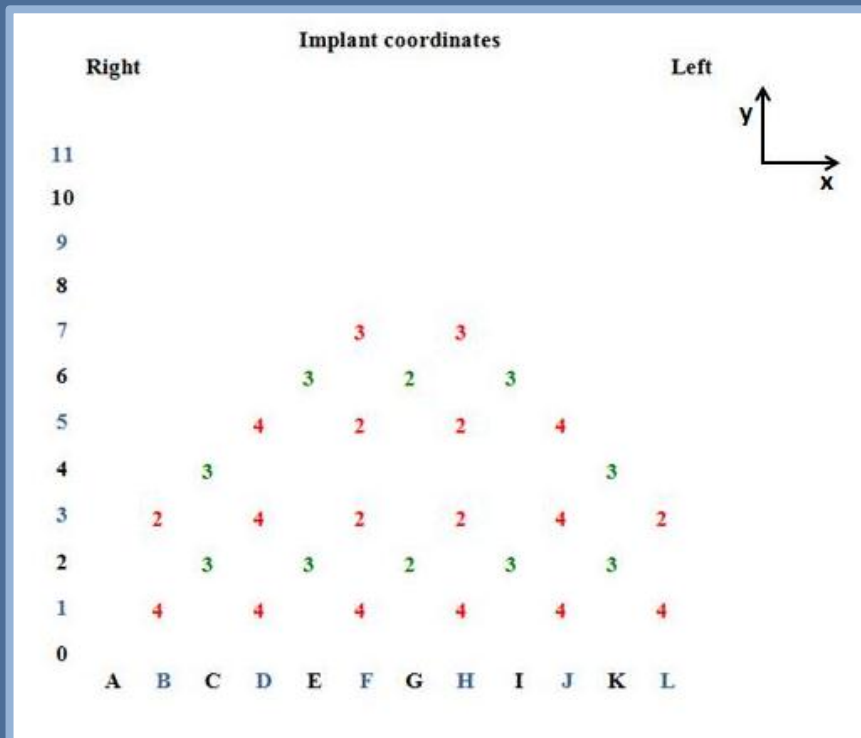 Implant coordinates
Right Left
y
x
11
10
9
8
7 3 3
6 3 2 3
5 4 2 2 4
4 3 3
3 2 4 2 2 4 2
2 3 3 2 3 3
1 4 4 4 4 4 4
0
A B C D E F G H I J K L